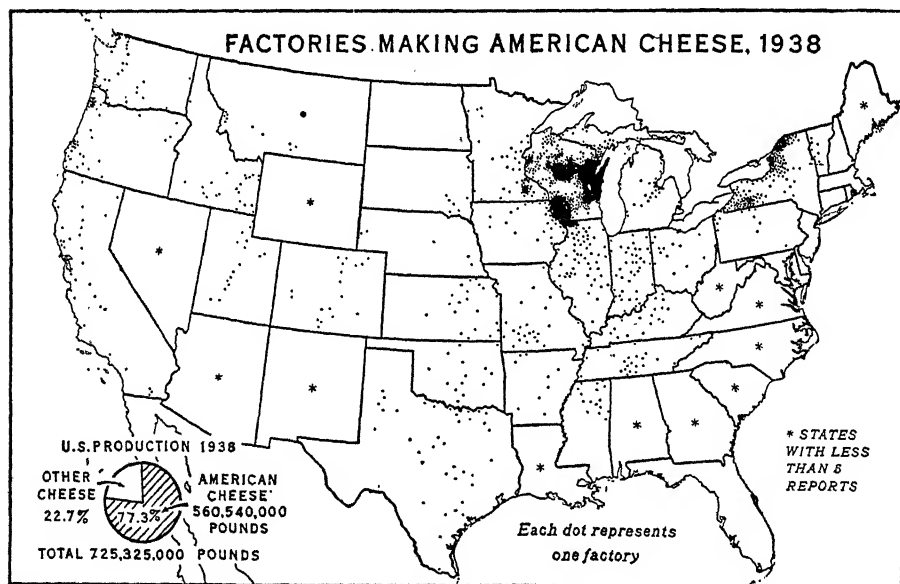 FACTORIES MAKING AMERICAN CHEESE, 1938
U.S. PRODUCTION 1938
OTHER
CHEESE
22.7%
77.3%
AMERICAN
CHEESE
560,540,000
POUNDS
TOTAL 725,325,000 POUNDS
Each dot represents
one factory
* STATES
WITH LESS
THAN 5
REPORTS